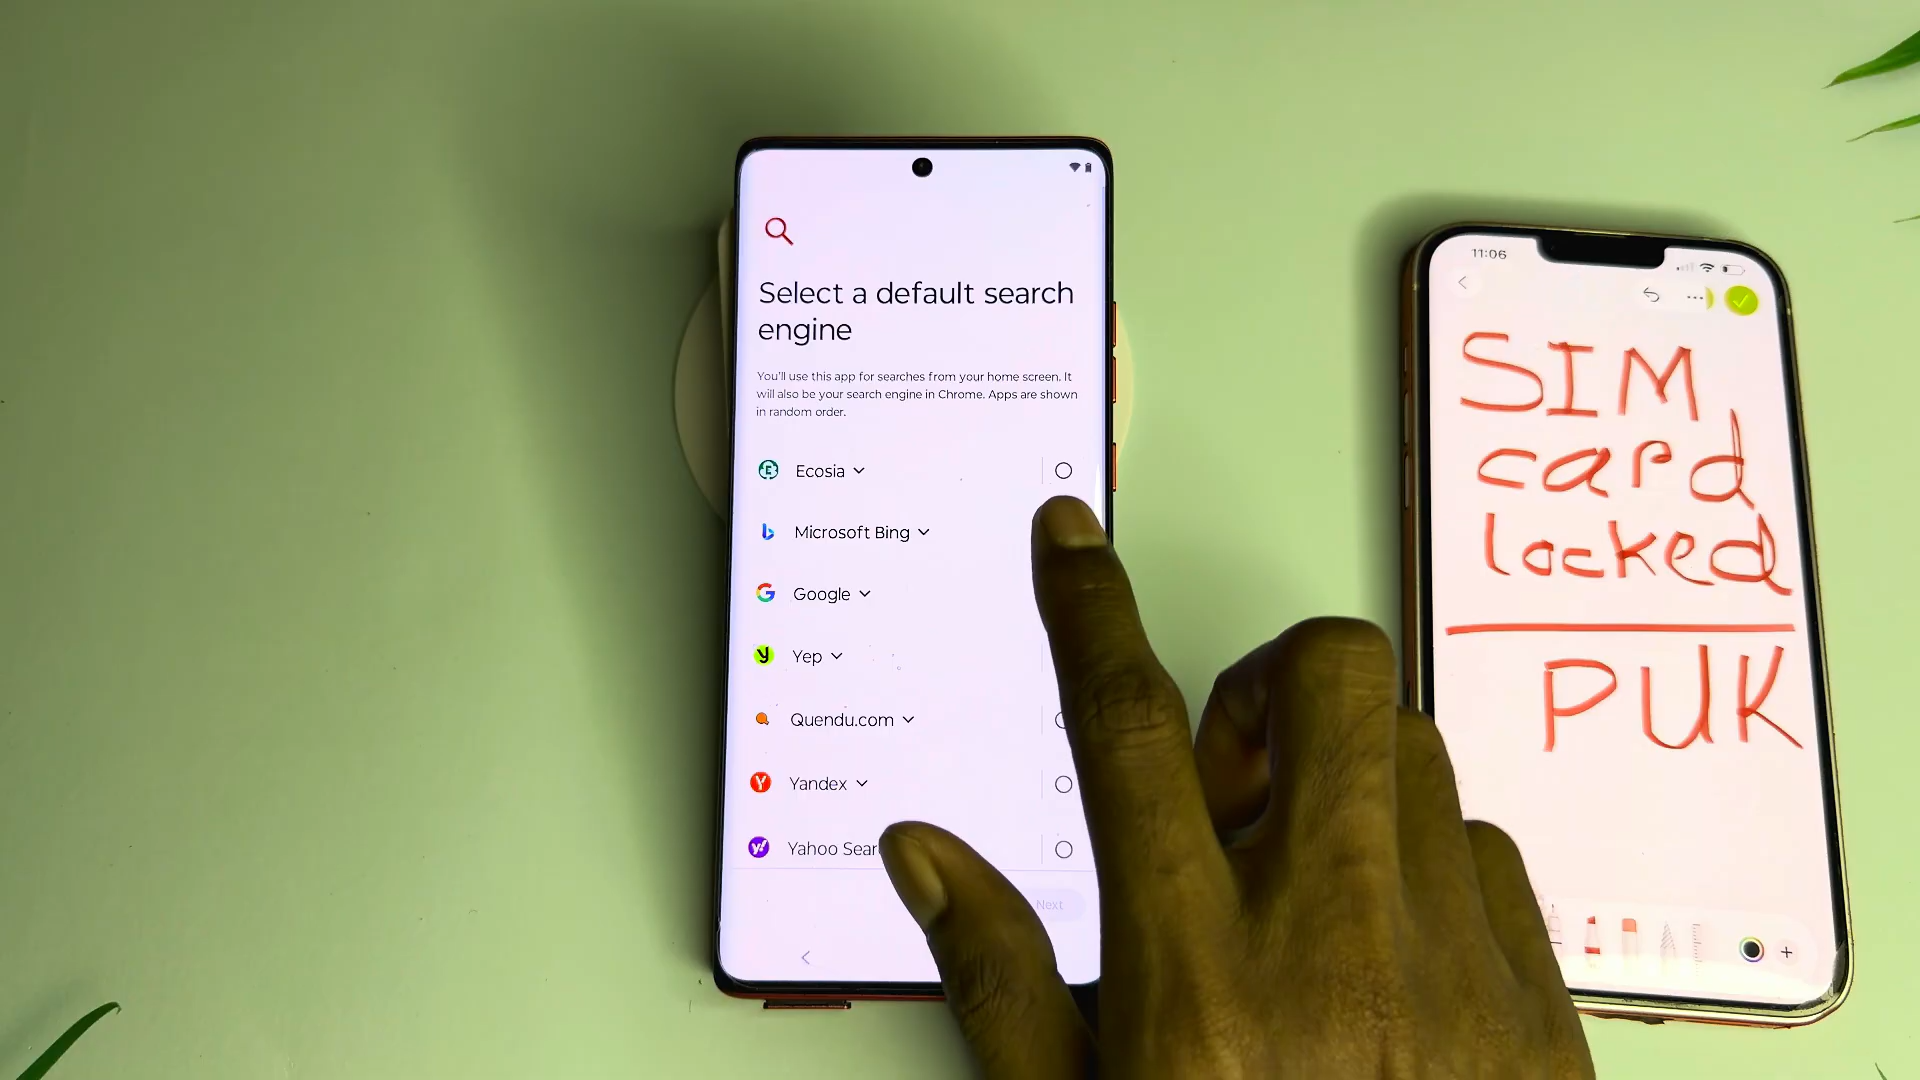 Select a default search
engine
You'll use this app for searches from your home screen. It
will also be your search engine in Chrome. Apps are shown
in random order.
Ecosia
Microsoft Bing
Google
Yep
Quendu.com
Yandex
Yahoo
Next
11:06
SIM
card
locked
PUK